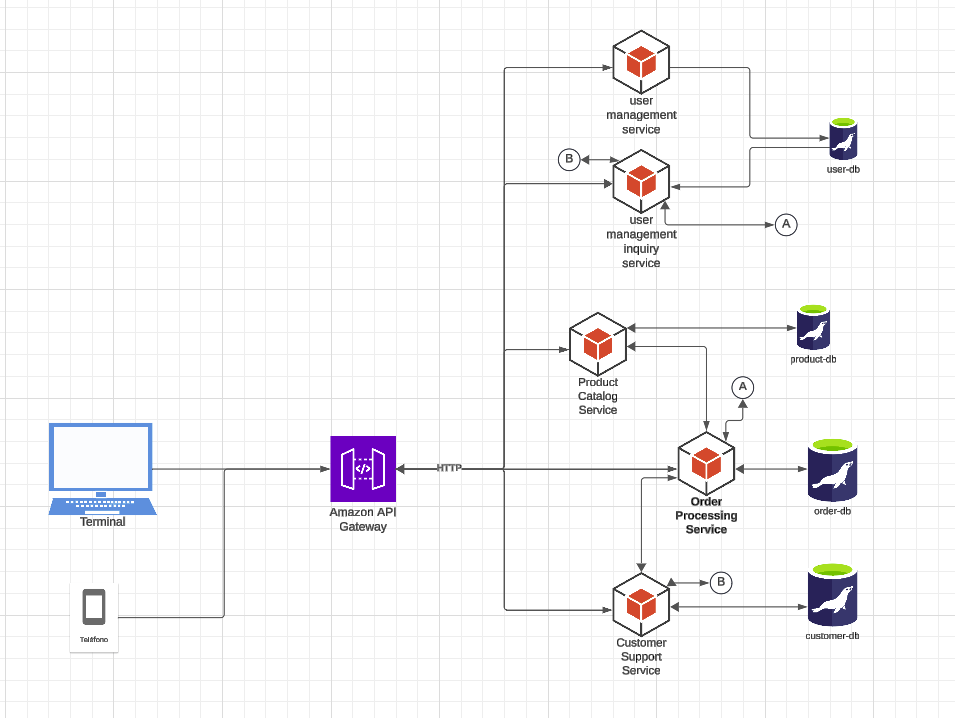 user
management
service
user-db
B
user
management
inquiry
service
A
product-db
Product
Catalog
Service
A
Terminal
HTTP
Amazon API
Gateway
Order
Processing
Service
order-db
Teléfono
B
Customer
Support
Service
customer-db